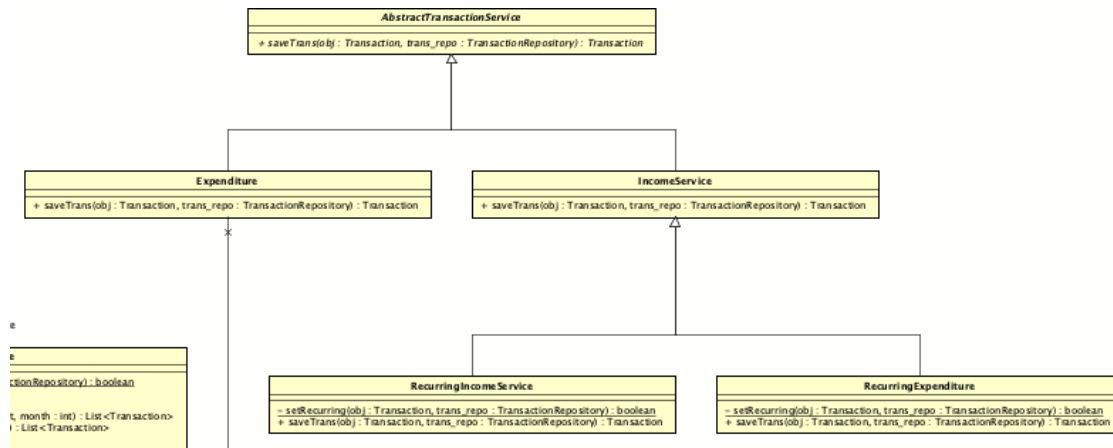 AbstractTransactionService
+ saveTrans(obj : Transaction, trans_repo : TransactionRepository) : Transaction
Expenditure
+ saveTrans(obj : Transaction, trans_repo : TransactionRepository) : Transaction
IncomeService
+ saveTrans(obj : Transaction, trans_repo : TransactionRepository) : Transaction
e
e
ctionRepository) : boolean
t, month : int) : List<Transaction>
) : List<Transaction>
RecurringIncomeService
- setRecurring(obj : Transaction, trans_repo : TransactionRepository) : boolean
+ saveTrans(obj : Transaction, trans_repo : TransactionRepository) : Transaction
RecurringExpenditure
- setRecurring(obj : Transaction, trans_repo : TransactionRepository) : boolean
+ saveTrans(obj : Transaction, trans_repo : TransactionRepository) : Transaction